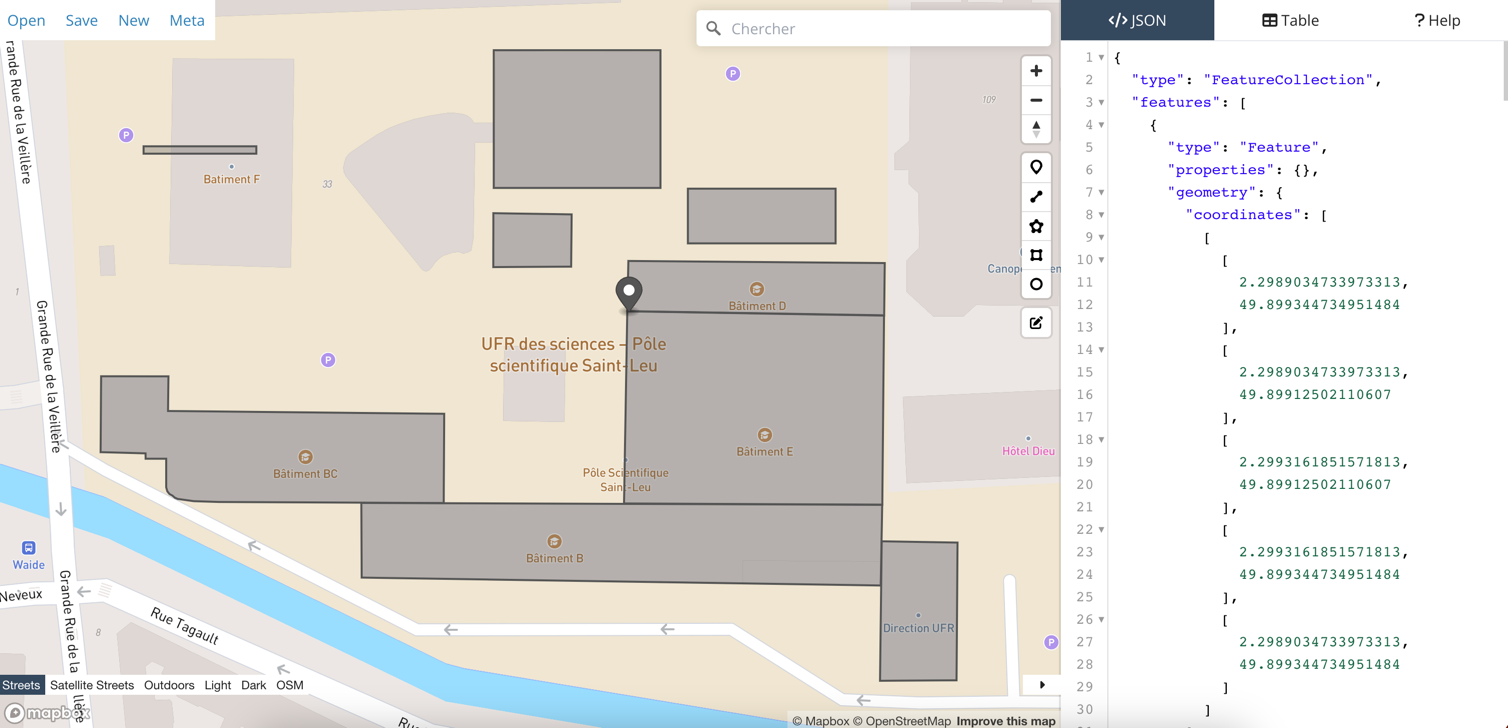 Open Save New Meta
Chercher
</> JSON
Table
? Help
Grande Rue de la Veillère
P
P
109
Batiment F
33
1
Grande Rue de la Veillère
Bâtiment D
UFR des sciences – Pôle
scientifique Saint-Leu
P
Bâtiment E
Hôtel Dieu
Bâtiment BC
Pôle Scientifique
Saint-Leu
Bâtiment B
Waide
Neveux
Rue Tagault
8
Grande Rue de la
Direction UFR
P
Streets Satellite Streets Outdoors Light Dark OSM
mapbox
© Mapbox © OpenStreetMap Improve this map
1 {
2 "type": "FeatureCollection",
3 "features": [
4 {
5 "type": "Feature",
6 "properties": {},
7 "geometry": {
8 "coordinates": [
9 [
10 [
11 2.2989034733973313,
12 49.899344734951484
13 ],
14 [
15 2.2989034733973313,
16 49.89912502110607
17 ],
18 [
19 2.2993161851571813,
20 49.89912502110607
21 ],
22 [
23 2.2993161851571813,
24 49.899344734951484
25 ],
26 [
27 2.2989034733973313,
28 49.899344734951484
29 ]
30 ]